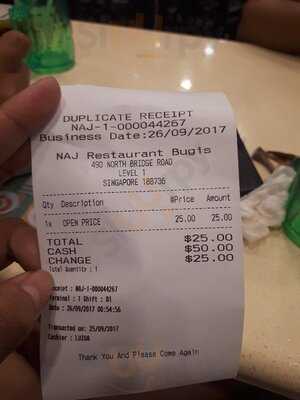 DUPLICATE RECEIPT
NAJ-1-000044267
Business Date:26/09/2017
NAJ Restaurant Bugis
490 NORTH BRIDGE ROAD
LEVEL 1
SINGAPORE 188736
Qty Description @Price Amount
1x OPEN PRICE 25.00 25.00
TOTAL $25.00
CASH $50.00
CHANGE $25.00
Total Quantity : 1
Receipt : NAJ-1-000044267
Terminal : 1 Shift : D1
Date : 26/09/2017 00:54:56
Transacted on: 25/09/2017
Cashier : LUISA
Thank You And Please Come Again